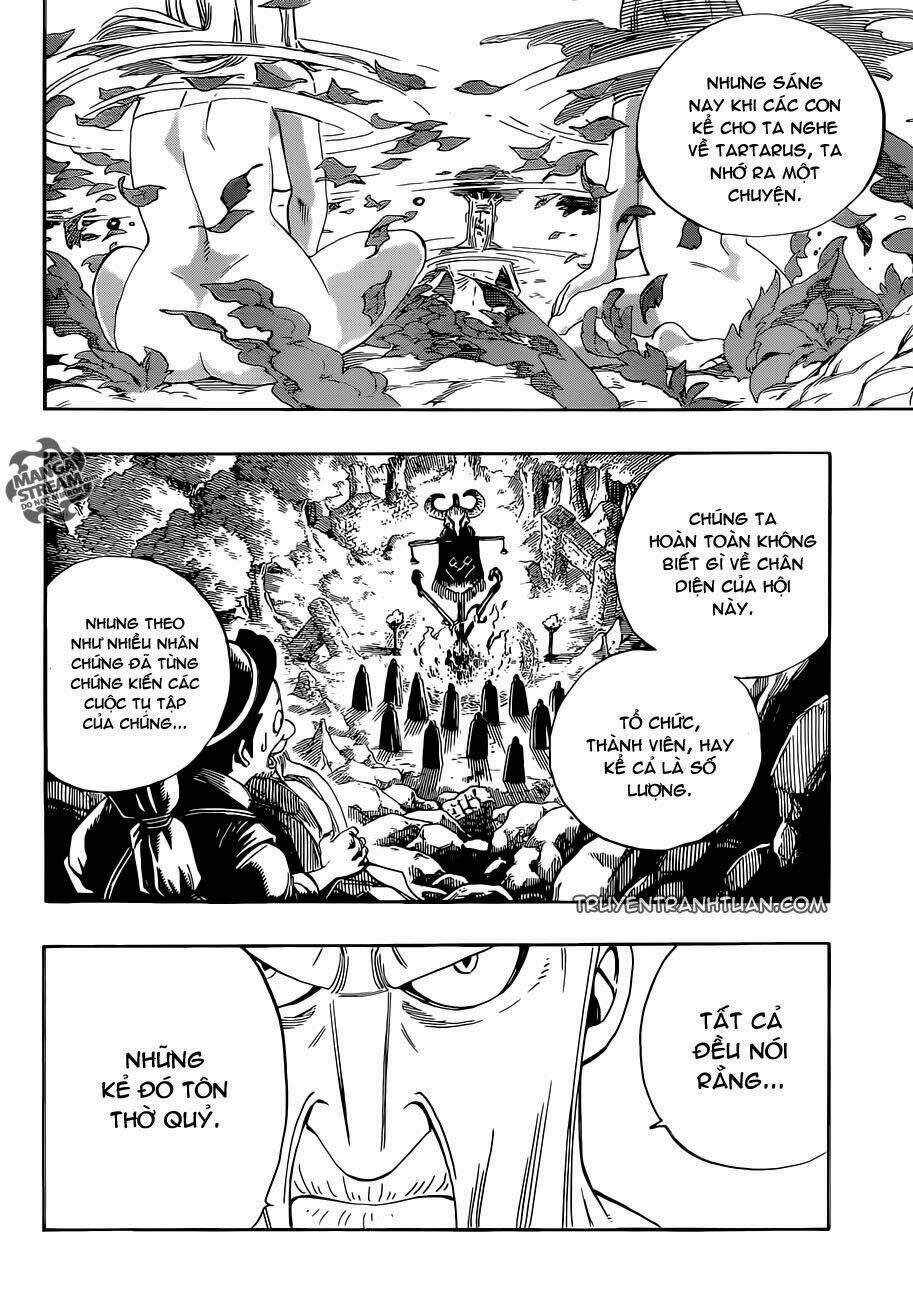 NHƯNG SÁNG
NAY KHI CÁC CON
KỂ CHO TA NGHE
VỀ TARTARUS, TA
NHỚ RA MỘT
CHUYỆN.
MANGA
STREAM
DO NOT MIRROR
CHÚNG TA
HOÀN TOÀN KHÔNG
BIẾT GÌ VỀ CHÂN
DIỆN CỦA HỘI
NÀY.
TỔ CHỨC,
THÀNH VIÊN, HAY
KỂ CẢ LÀ SỐ
LƯỢNG.
NHƯNG THEO
NHƯ NHIỀU NHÂN
CHỨNG ĐÃ TỪNG
CHỨNG KIẾN CÁC
CUỘC TỤ TẬP
CỦA CHÚNG...
TRUYENTRANHTUAN.COM
TẤT CẢ
ĐỀU NÓI
RẰNG...
NHỮNG
KẺ ĐÓ TÔN
THỜ QUỶ.